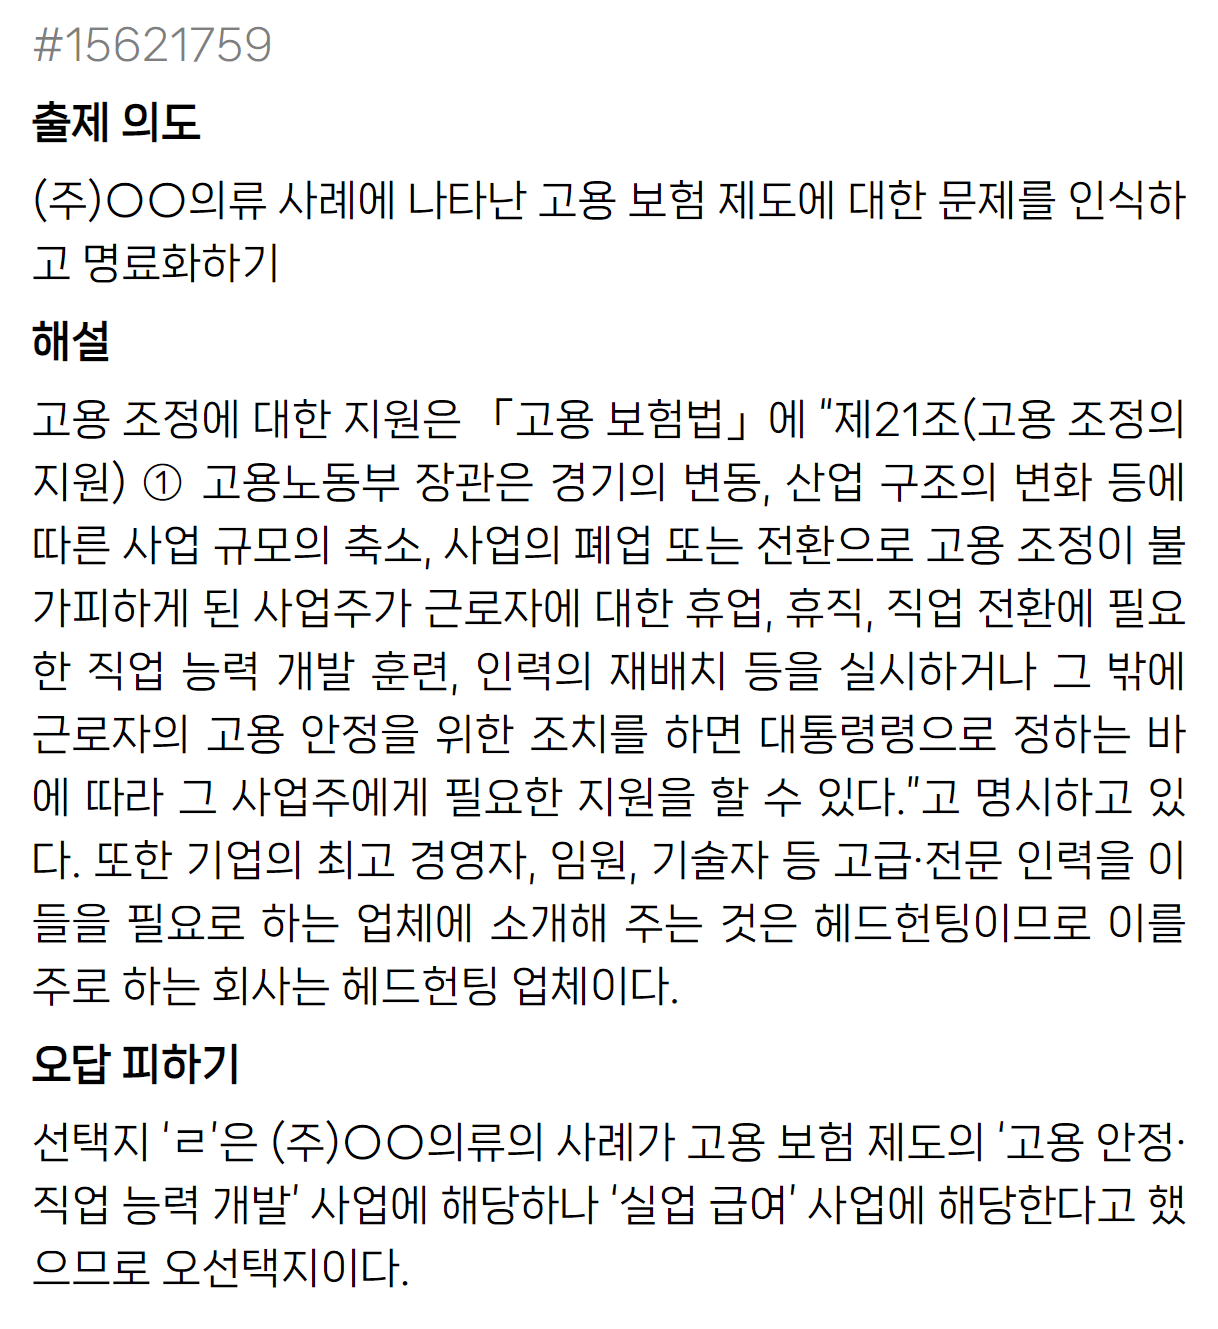 #15621759
출제 의도
(주)○○의류 사례에 나타난 고용 보험 제도에 대한 문제를 인식하
고 명료화하기
해설
고용 조정에 대한 지원은 「고용 보험법」에 "제21조(고용 조정의
지원) ① 고용노동부 장관은 경기의 변동, 산업 구조의 변화 등에
따른 사업 규모의 축소, 사업의 폐업 또는 전환으로 고용 조정이 불
가피하게 된 사업주가 근로자에 대한 휴업, 휴직, 직업 전환에 필요
한 직업 능력 개발 훈련, 인력의 재배치 등을 실시하거나 그 밖에
근로자의 고용 안정을 위한 조치를 하면 대통령령으로 정하는 바
에 따라 그 사업주에게 필요한 지원을 할 수 있다."고 명시하고 있
다. 또한 기업의 최고 경영자, 임원, 기술자 등 고급·전문 인력을 이
들을 필요로 하는 업체에 소개해 주는 것은 헤드헌팅이므로 이를
주로 하는 회사는 헤드헌팅 업체이다.
오답 피하기
선택지 'ㄹ'은 (주)○○의류의 사례가 고용 보험 제도의 '고용 안정·
직업 능력 개발' 사업에 해당하나 '실업 급여' 사업에 해당한다고 했
으므로 오선택지이다.